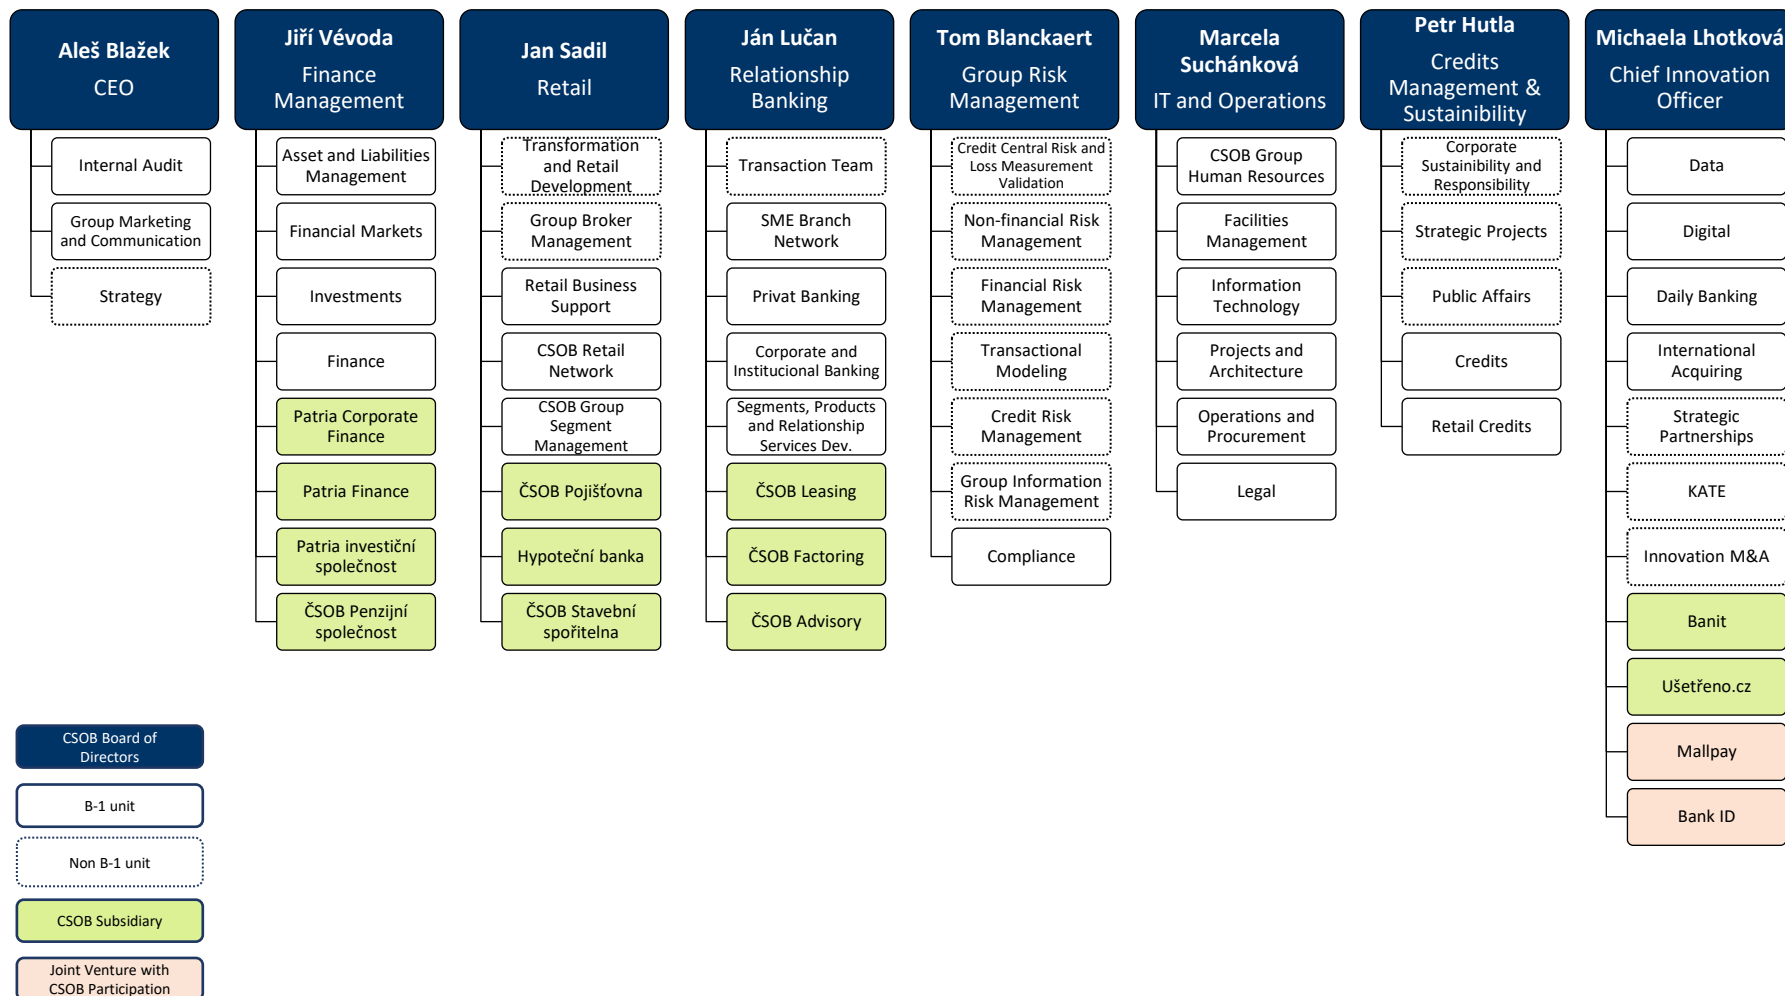 Aleš Blažek
CEO
Internal Audit
Group Marketing
and Communication
Strategy
Jiří Vévoda
Finance
Management
Asset and Liabilities
Management
Financial Markets
Investments
Finance
Patria Corporate
Finance
Patria Finance
Patria investiční
společnost
ČSOB Penzijní
společnost
Jan Sadil
Retail
Transformation
and Retail
Development
Group Broker
Management
Retail Business
Support
CSOB Retail
Network
CSOB Group
Segment
Management
ČSOB Pojišťovna
Hypoteční banka
ČSOB Stavební
spořitelna
Ján Lučan
Relationship
Banking
Transaction Team
SME Branch
Network
Privat Banking
Corporate and
Institucional Banking
Segments, Products
and Relationship
Services Dev.
ČSOB Leasing
ČSOB Factoring
ČSOB Advisory
Tom Blanckaert
Group Risk
Management
Credit Central Risk and
Loss Measurement
Validation
Non-financial Risk
Management
Financial Risk
Management
Transactional
Modeling
Credit Risk
Management
Group Information
Risk Management
Compliance
Marcela
Suchánková
IT and Operations
CSOB Group
Human Resources
Facilities
Management
Information
Technology
Projects and
Architecture
Operations and
Procurement
Legal
Petr Hutla
Credits
Management &
Sustainability
Corporate
Sustainibility and
Responsibility
Strategic Projects
Public Affairs
Credits
Retail Credits
Michaela Lhotková
Chief Innovation
Officer
Data
Digital
Daily Banking
International
Acquiring
Strategic
Partnerships
KATE
Innovation M&A
Banit
Ušetřeno.cz
Mallpay
Bank ID
CSOB Board of
Directors
B-1 unit
Non B-1 unit
CSOB Subsidiary
Joint Venture with
CSOB Participation